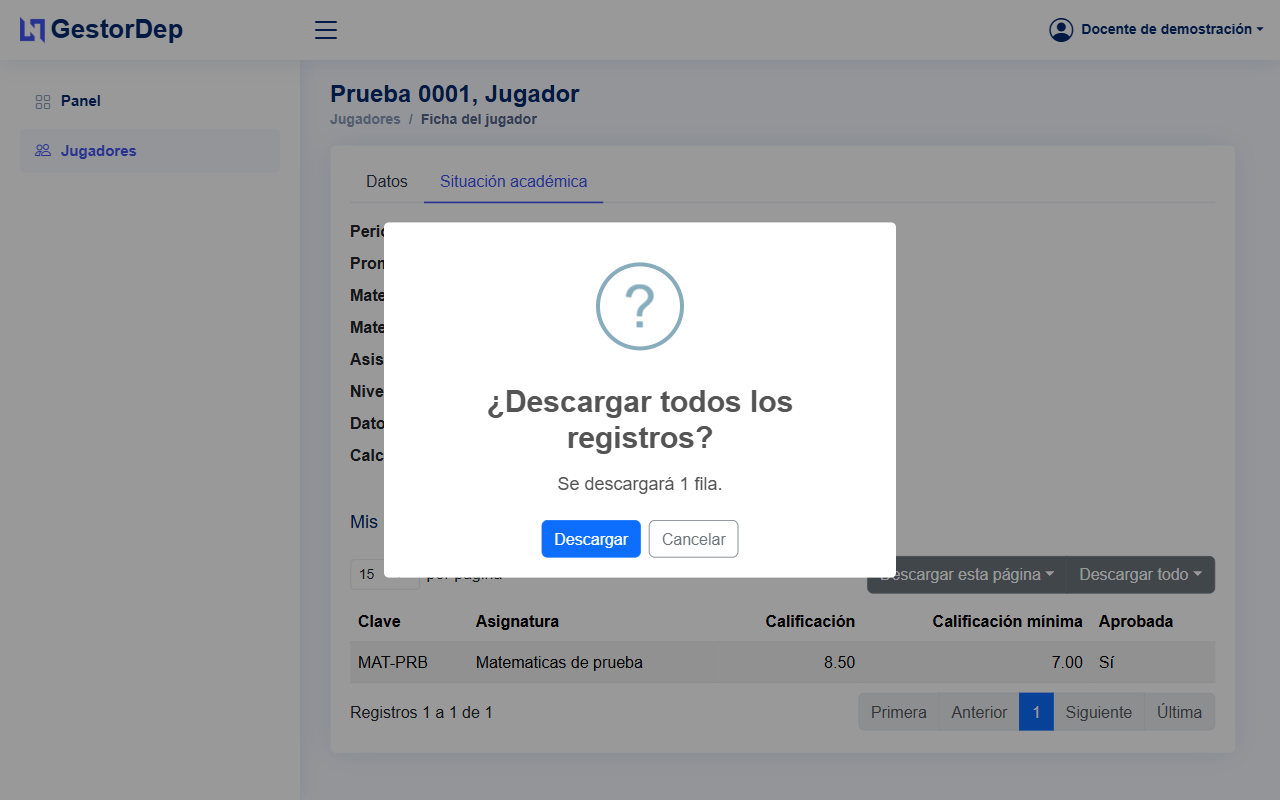 GestorDep
Docente de demostración
Panel
Jugadores
Prueba 0001, Jugador
Jugadores / Ficha del jugador
Datos
Situación académica
¿Descargar todos los
registros?
Se descargará 1 fila.
Descargar
Cancelar
Mis
15
Descargar esta página
Descargar todo
Clave Asignatura Calificación Calificación mínima Aprobada
MAT-PRB Matematicas de prueba 8.50 7.00 Sí
Registros 1 a 1 de 1
Primera Anterior 1 Siguiente Última